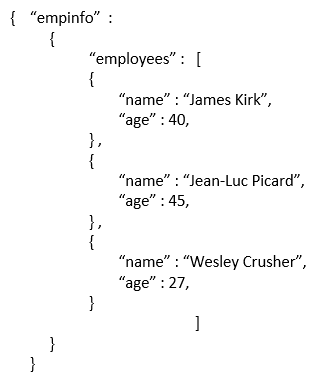 { “empinfo” :
{
“employees” : [
{
“name” : “James Kirk”,
“age” : 40,
} ,
{
“name” : “Jean-Luc Picard”,
“age” : 45,
} ,
{
“name” : “Wesley Crusher”,
“age” : 27,
}
]
}
}